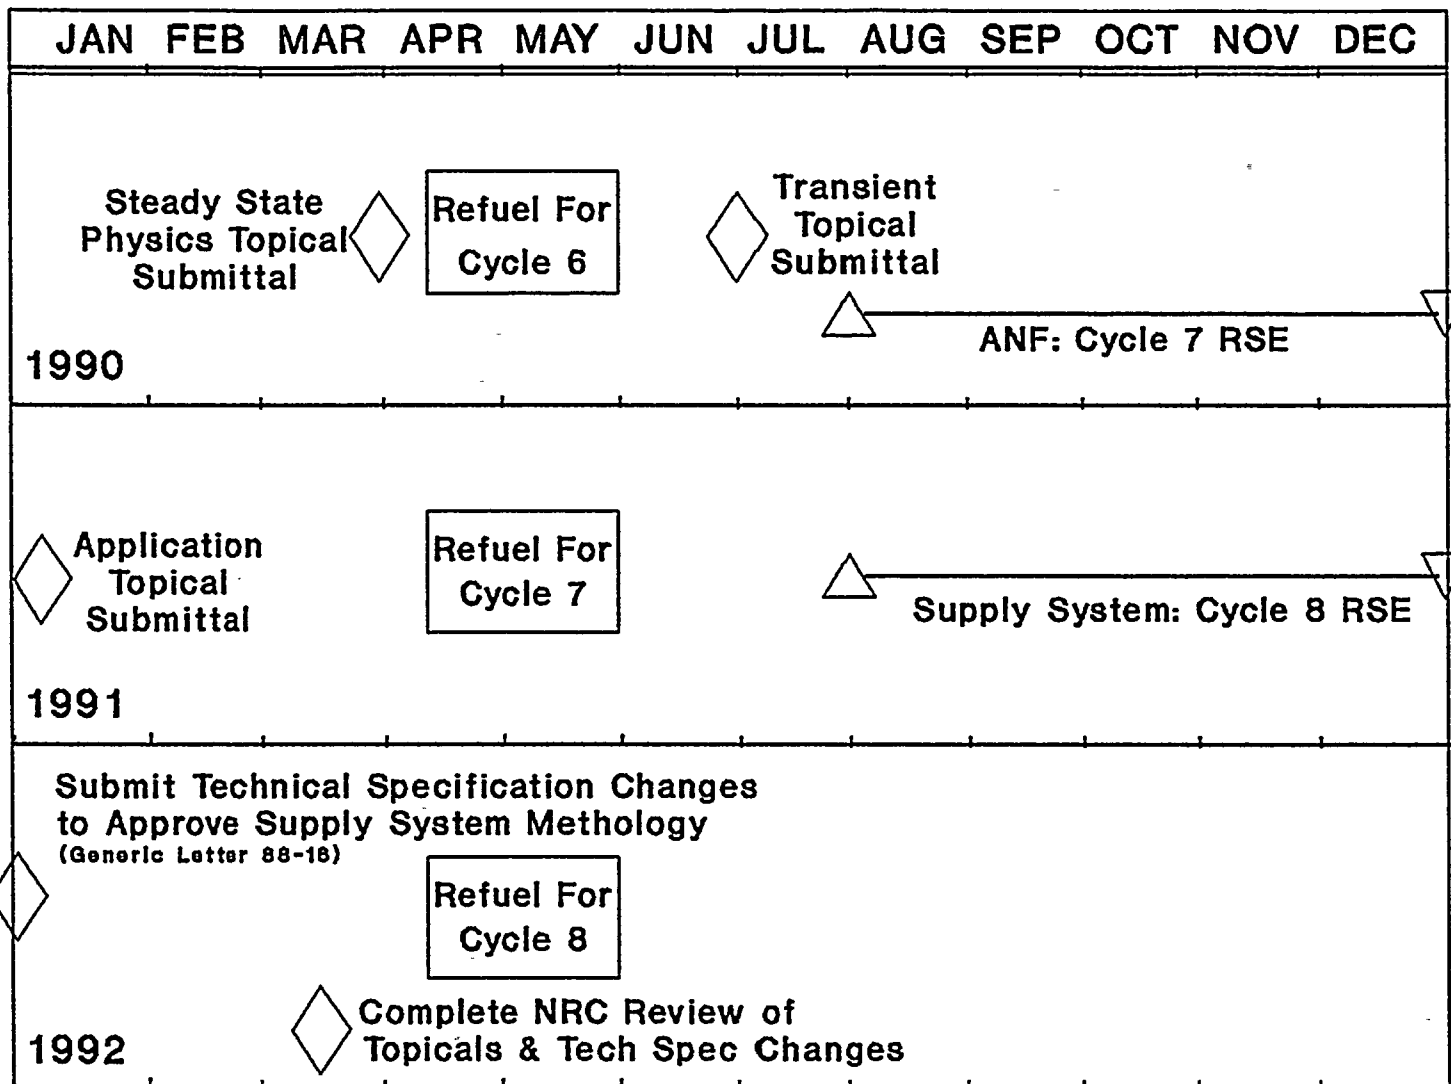 JAN FEB MAR APR MAY JUN JUL AUG SEP OCT NOV DEC
Steady State
Physics Topical
Submittal
Refuel For
Cycle 6
Transient
Topical
Submittal
ANF: Cycle 7 RSE
1990
Application
Topical
Submittal
Refuel For
Cycle 7
Supply System: Cycle 8 RSE
1991
Submit Technical Specification Changes
to Approve Supply System Methology
(Generic Letter 88-16)
Refuel For
Cycle 8
Complete NRC Review of
Topicals & Tech Spec Changes
1992